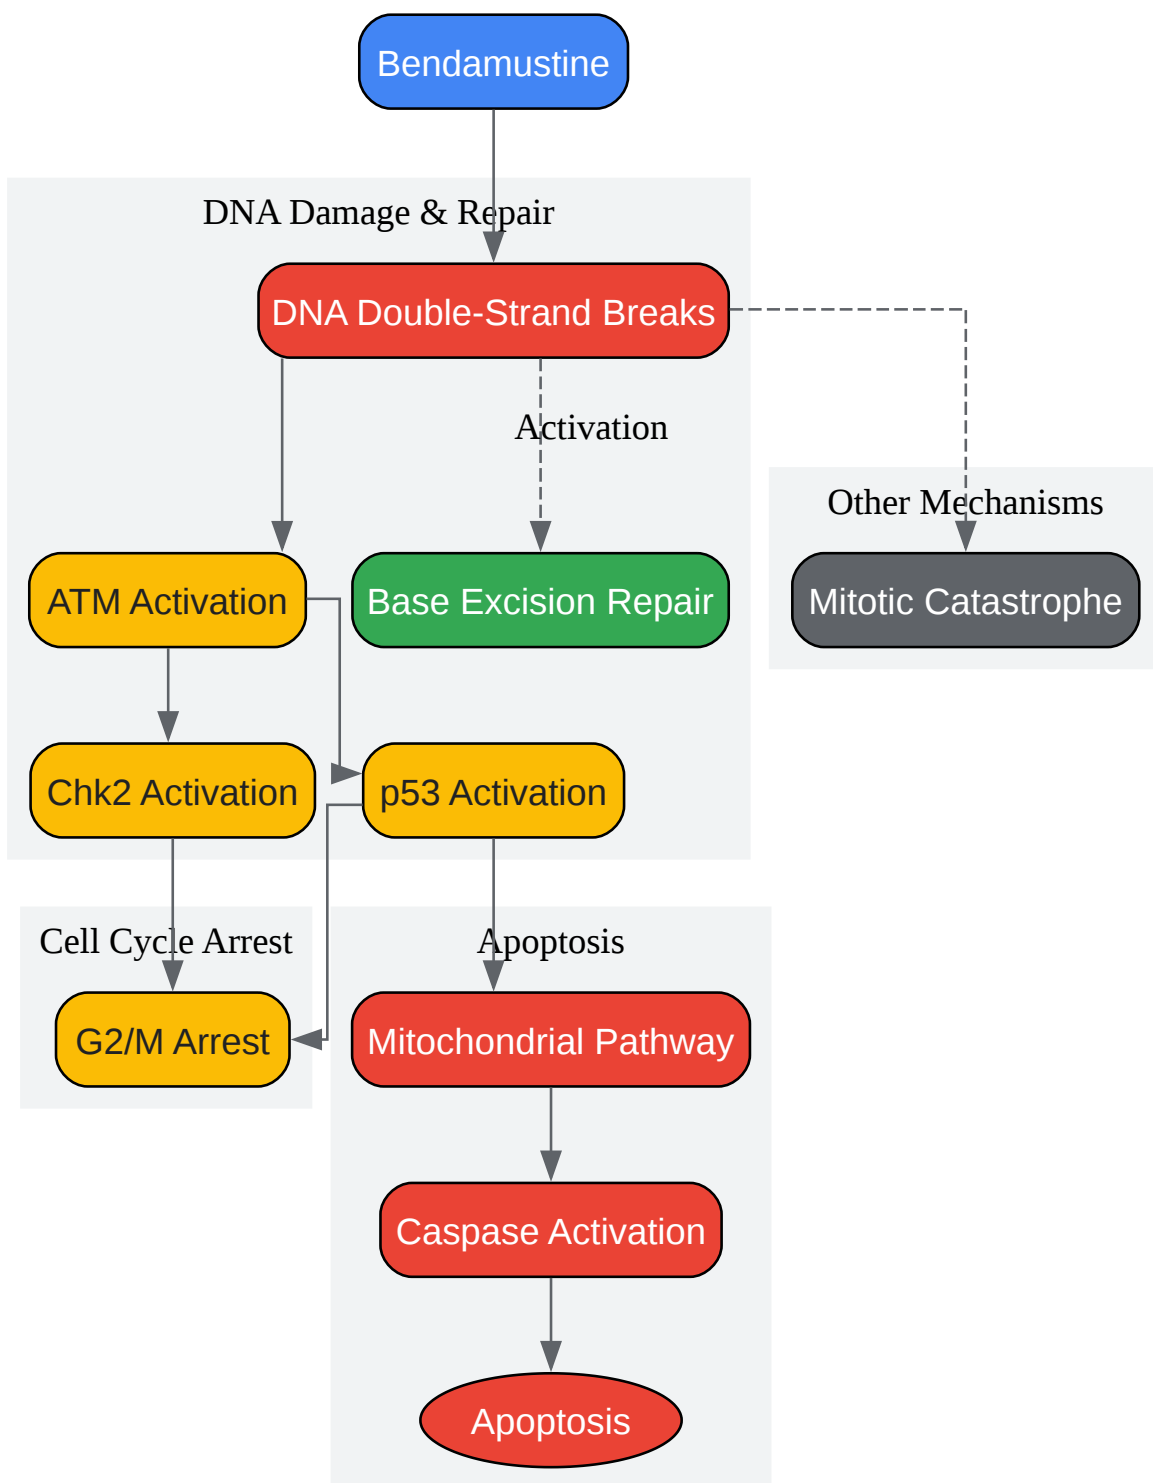 Bendamustine
DNA Damage & Repair
DNA Double-Strand Breaks
Activation
Other Mechanisms
ATM Activation
Base Excision Repair
Mitotic Catastrophe
Chk2 Activation
p53 Activation
Cell Cycle Arrest
Apoptosis
G2/M Arrest
Mitochondrial Pathway
Caspase Activation
Apoptosis